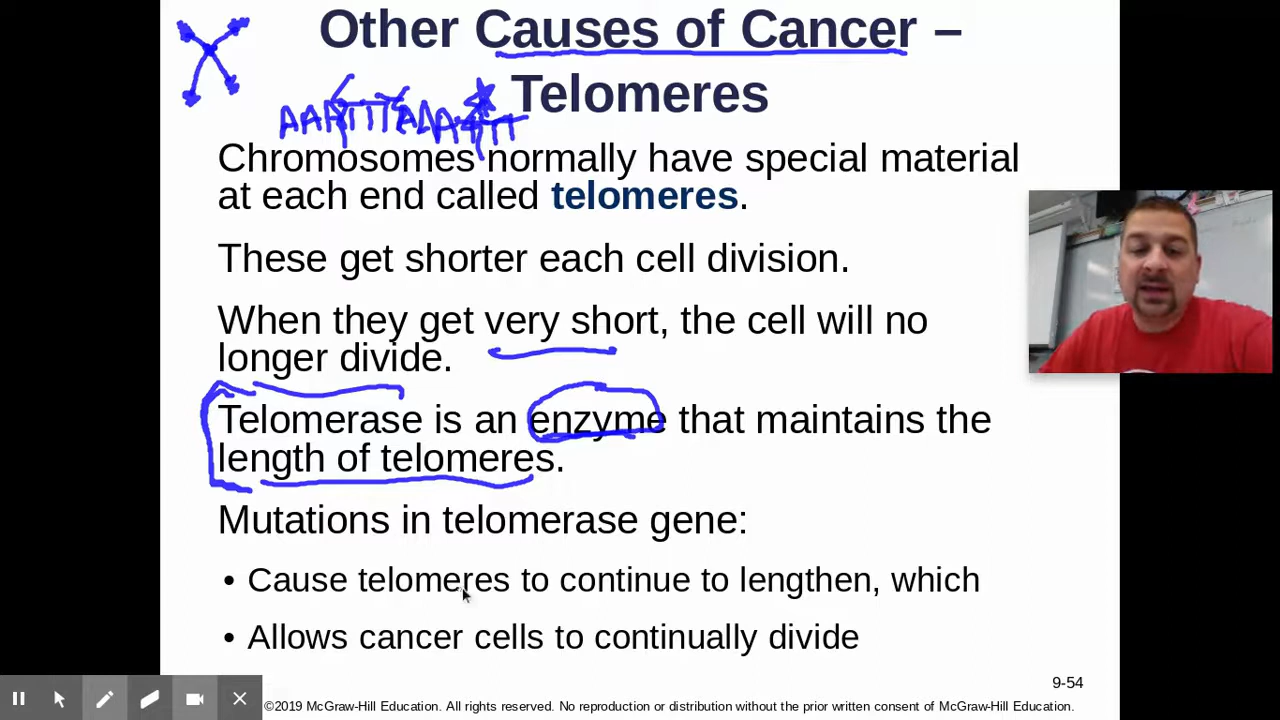 Other Causes of Cancer –
Telomeres
Chromosomes normally have special material
at each end called telomeres.
These get shorter each cell division.
When they get very short, the cell will no
longer divide.
Telomerase is an enzyme that maintains the
length of telomeres.
Mutations in telomerase gene:
• Cause telomeres to continue to lengthen, which
• Allows cancer cells to continually divide
9-54
©2019 McGraw-Hill Education. All rights reserved. No reproduction or distribution without the prior written consent of McGraw-Hill Education.